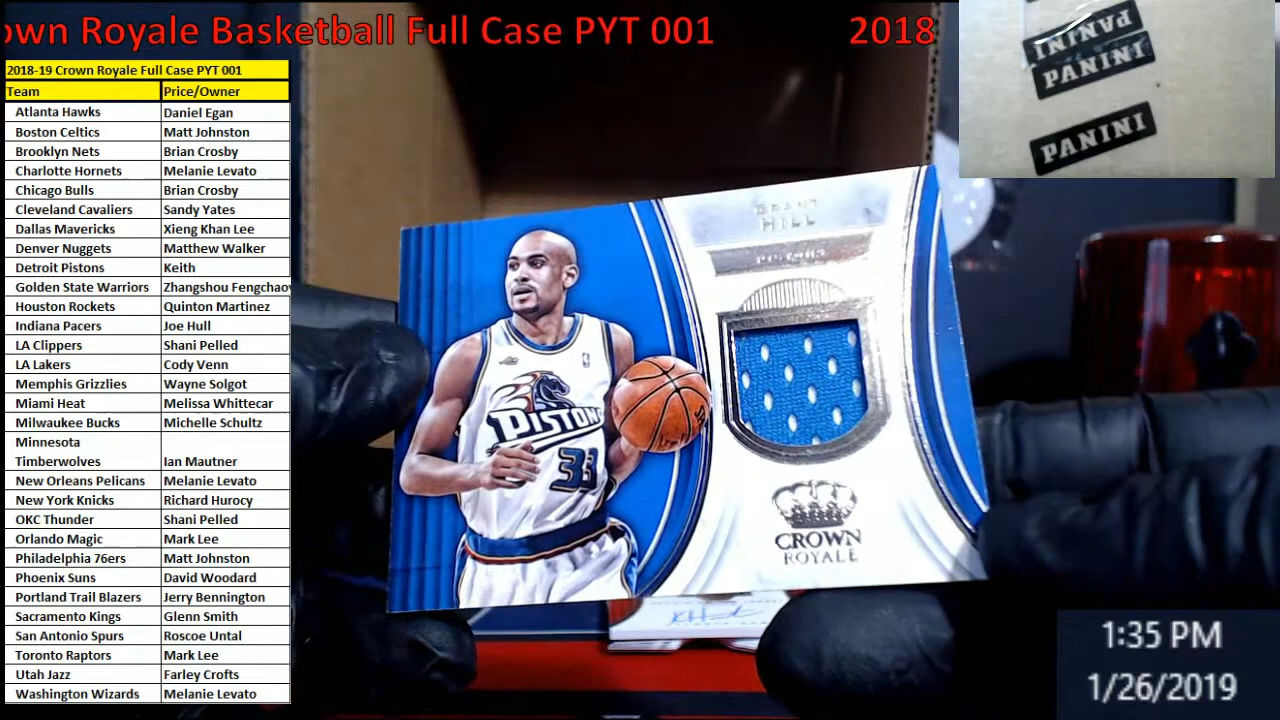 own Royale Basketball Full Case PYT 001 2018
2018-19 Crown Royale Full Case PYT 001
Team Price/Owner
Atlanta Hawks Daniel Egan
Boston Celtics Matt Johnston
Brooklyn Nets Brian Crosby
Charlotte Hornets Melanie Levato
Chicago Bulls Brian Crosby
Cleveland Cavaliers Sandy Yates
Dallas Mavericks Xieng Khan Lee
Denver Nuggets Matthew Walker
Detroit Pistons Keith
Golden State Warriors Zhangshou Fengchaov
Houston Rockets Quinton Martinez
Indiana Pacers Joe Hull
LA Clippers Shani Pelled
LA Lakers Cody Venn
Memphis Grizzlies Wayne Solgot
Miami Heat Melissa Whittecar
Milwaukee Bucks Michelle Schultz
Minnesota
Timberwolves Ian Mautner
New Orleans Pelicans Melanie Levato
New York Knicks Richard Hurocy
OKC Thunder Shani Pelled
Orlando Magic Mark Lee
Philadelphia 76ers Matt Johnston
Phoenix Suns David Woodard
Portland Trail Blazers Jerry Bennington
Sacramento Kings Glenn Smith
San Antonio Spurs Roscoe Untal
Toronto Raptors Mark Lee
Utah Jazz Farley Crofts
Washington Wizards Melanie Levato
PANINI
PANINI
PANINI
GRANT
HILL
PISTONS
PISTONS
33
CROWN
ROYALE
1:35 PM
1/26/2019